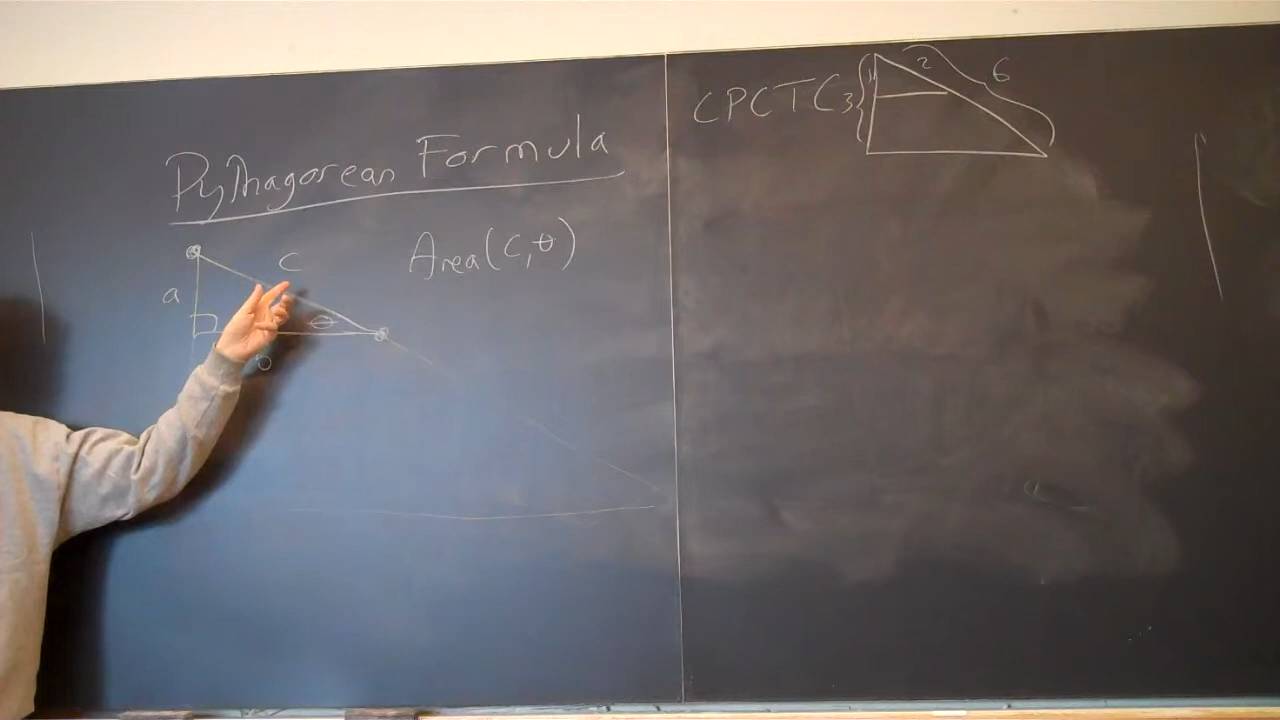 Pythagorean Formula
c
Area(c,θ)
a
θ
b
CPCTC
3
1
2
6